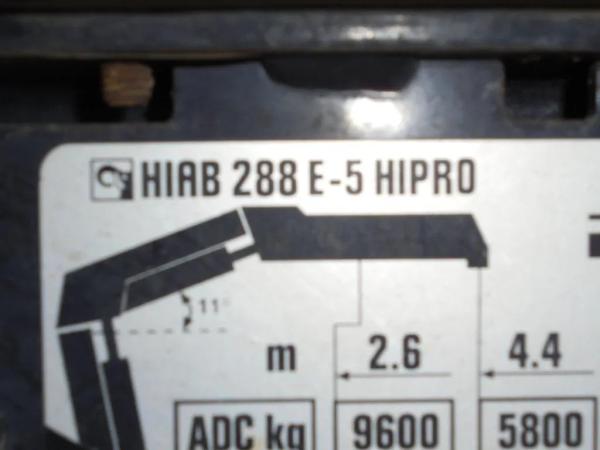 HIAB 288 E-5 HIPRO
11°
m 2.6 4.4
ADC kg 9600 5800